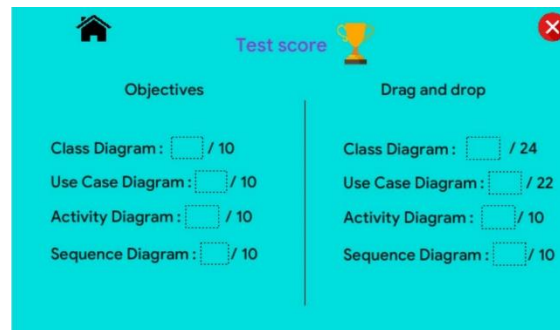 Test score
Objectives
Class Diagram : / 10
Use Case Diagram : / 10
Activity Diagram : / 10
Sequence Diagram : / 10
Drag and drop
Class Diagram : / 24
Use Case Diagram : / 22
Activity Diagram : / 10
Sequence Diagram : / 10